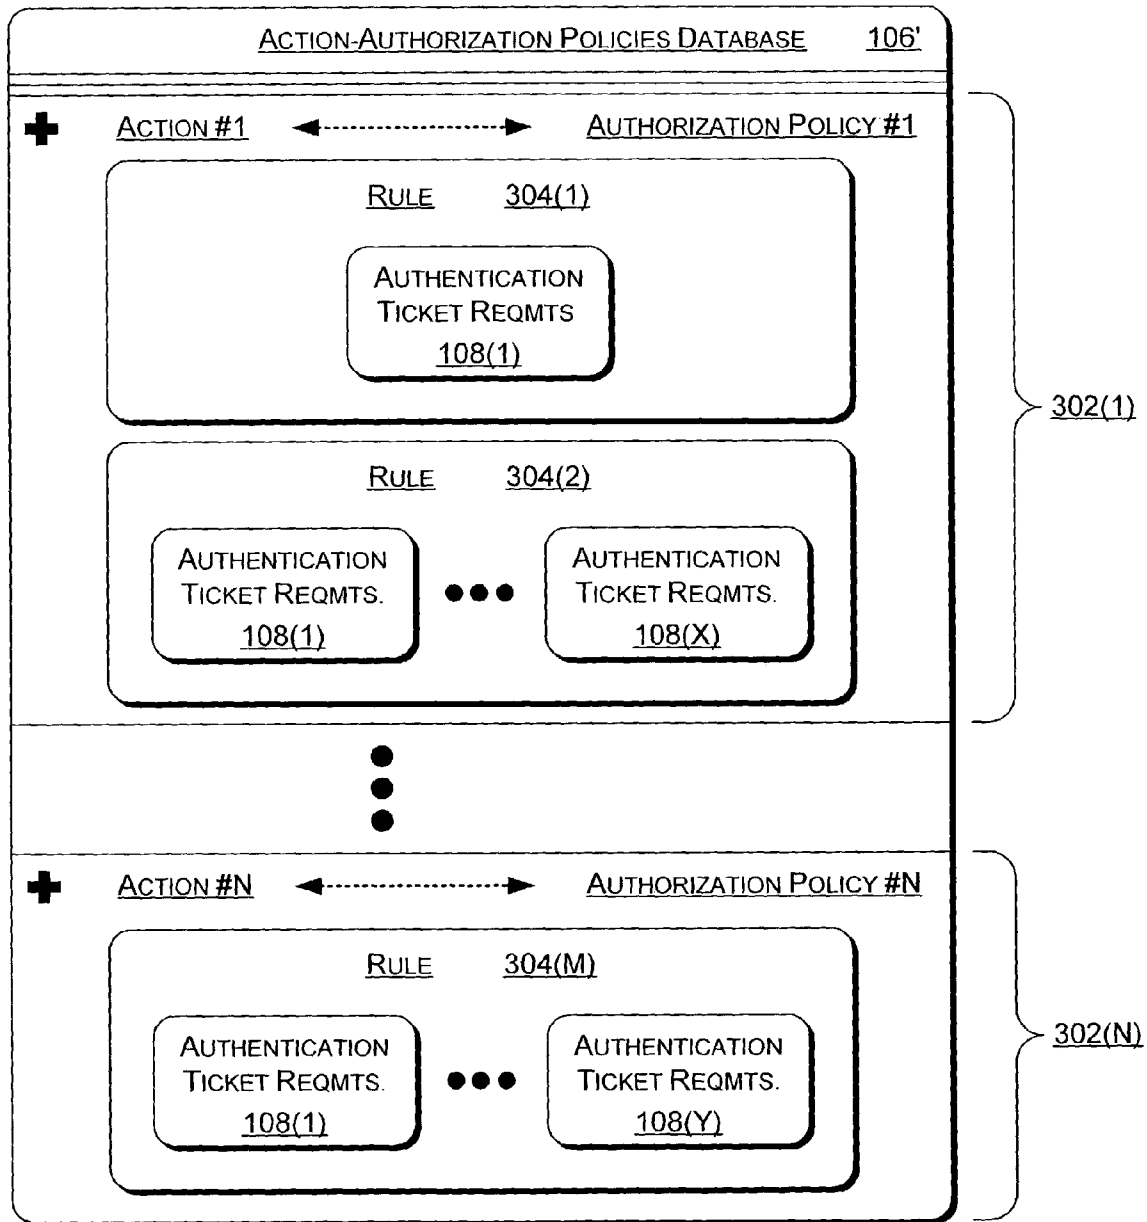 ACTION-AUTHORIZATION POLICIES DATABASE 106'
ACTION #1 AUTHORIZATION POLICY #1
RULE 304(1)
AUTHENTICATION
TICKET REQMTS
108(1)
302(1)
RULE 304(2)
AUTHENTICATION
TICKET REQMTS.
108(1)
AUTHENTICATION
TICKET REQMTS.
108(X)
ACTION #N AUTHORIZATION POLICY #N
RULE 304(M)
AUTHENTICATION
TICKET REQMTS.
108(1)
AUTHENTICATION
TICKET REQMTS.
108(Y)
302(N)